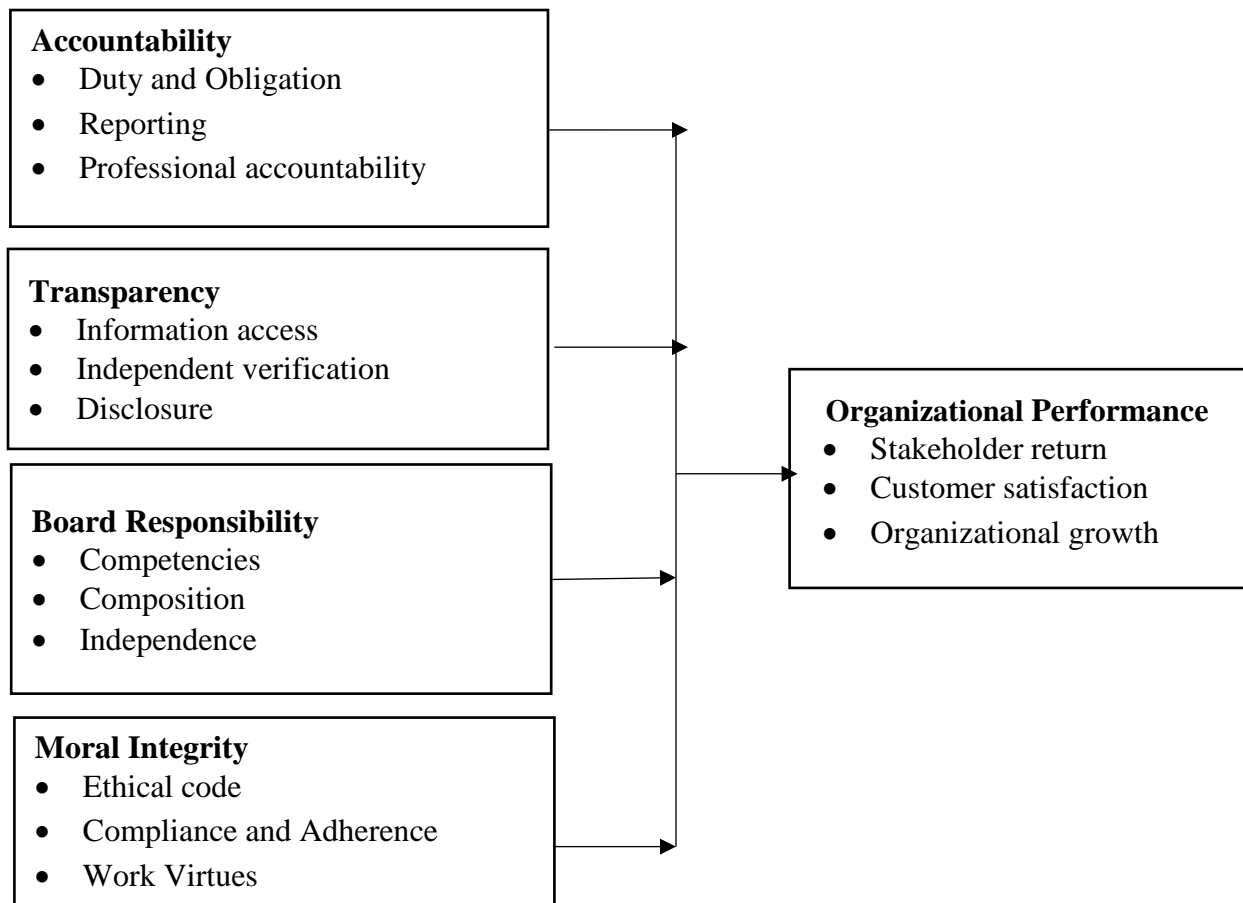 Accountability
• Duty and Obligation
• Reporting
• Professional accountability
Transparency
• Information access
• Independent verification
• Disclosure
Board Responsibility
• Competencies
• Composition
• Independence
Moral Integrity
• Ethical code
• Compliance and Adherence
• Work Virtues
Organizational Performance
• Stakeholder return
• Customer satisfaction
• Organizational growth